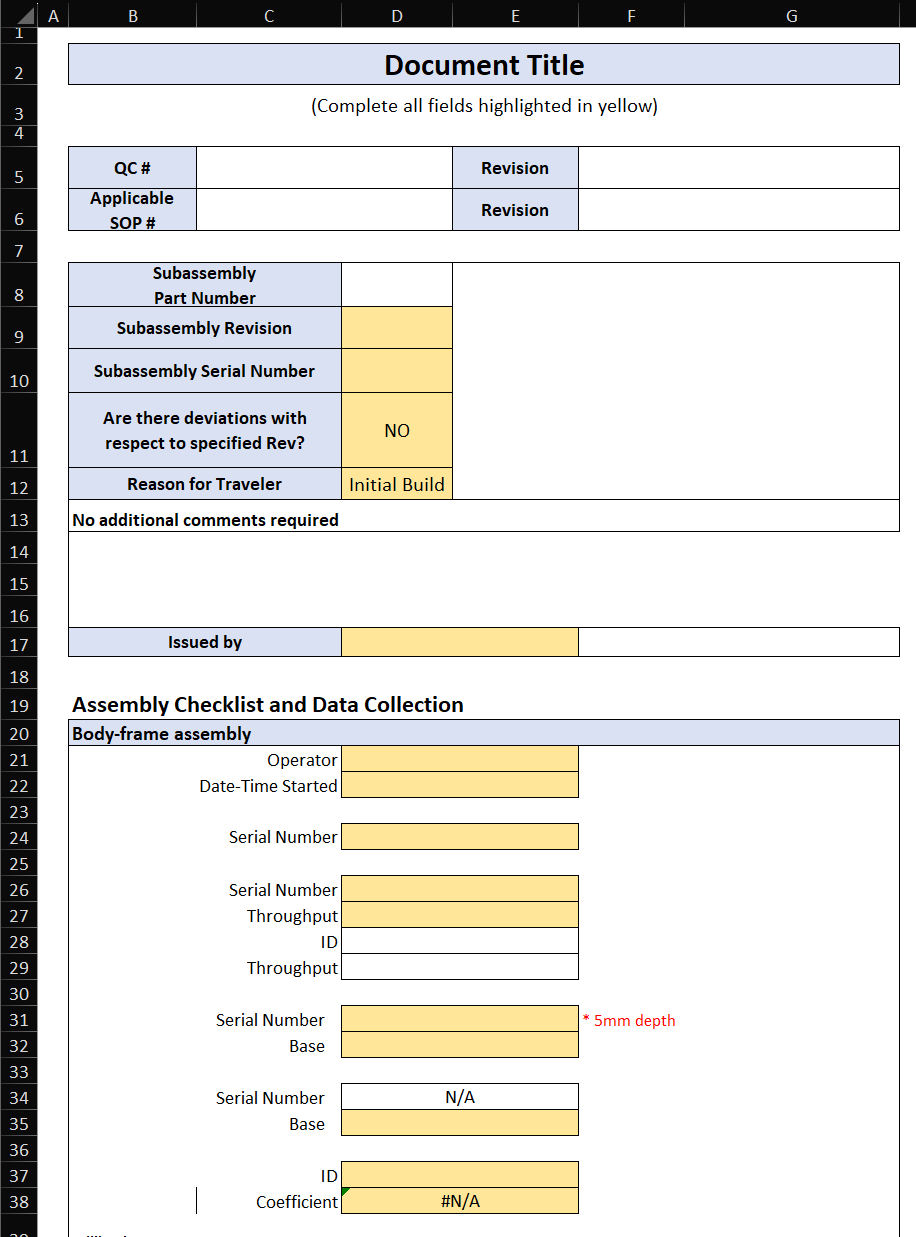 A B C D E F G
1
2 Document Title
3 (Complete all fields highlighted in yellow)
4
5 QC # Revision
Applicable
6 SOP # Revision
7
Subassembly
8 Part Number
9 Subassembly Revision
10 Subassembly Serial Number
Are there deviations with
respect to specified Rev? NO
11
12 Reason for Traveler Initial Build
13 No additional comments required
14
15
16
17 Issued by
18
19 Assembly Checklist and Data Collection
20 Body-frame assembly
21 Operator
22 Date-Time Started
23
24 Serial Number
25
26 Serial Number
27 Throughput
28 ID
29 Throughput
30
31 Serial Number * 5mm depth
32 Base
33
34 Serial Number N/A
35 Base
36
37 ID
38 Coefficient #N/A